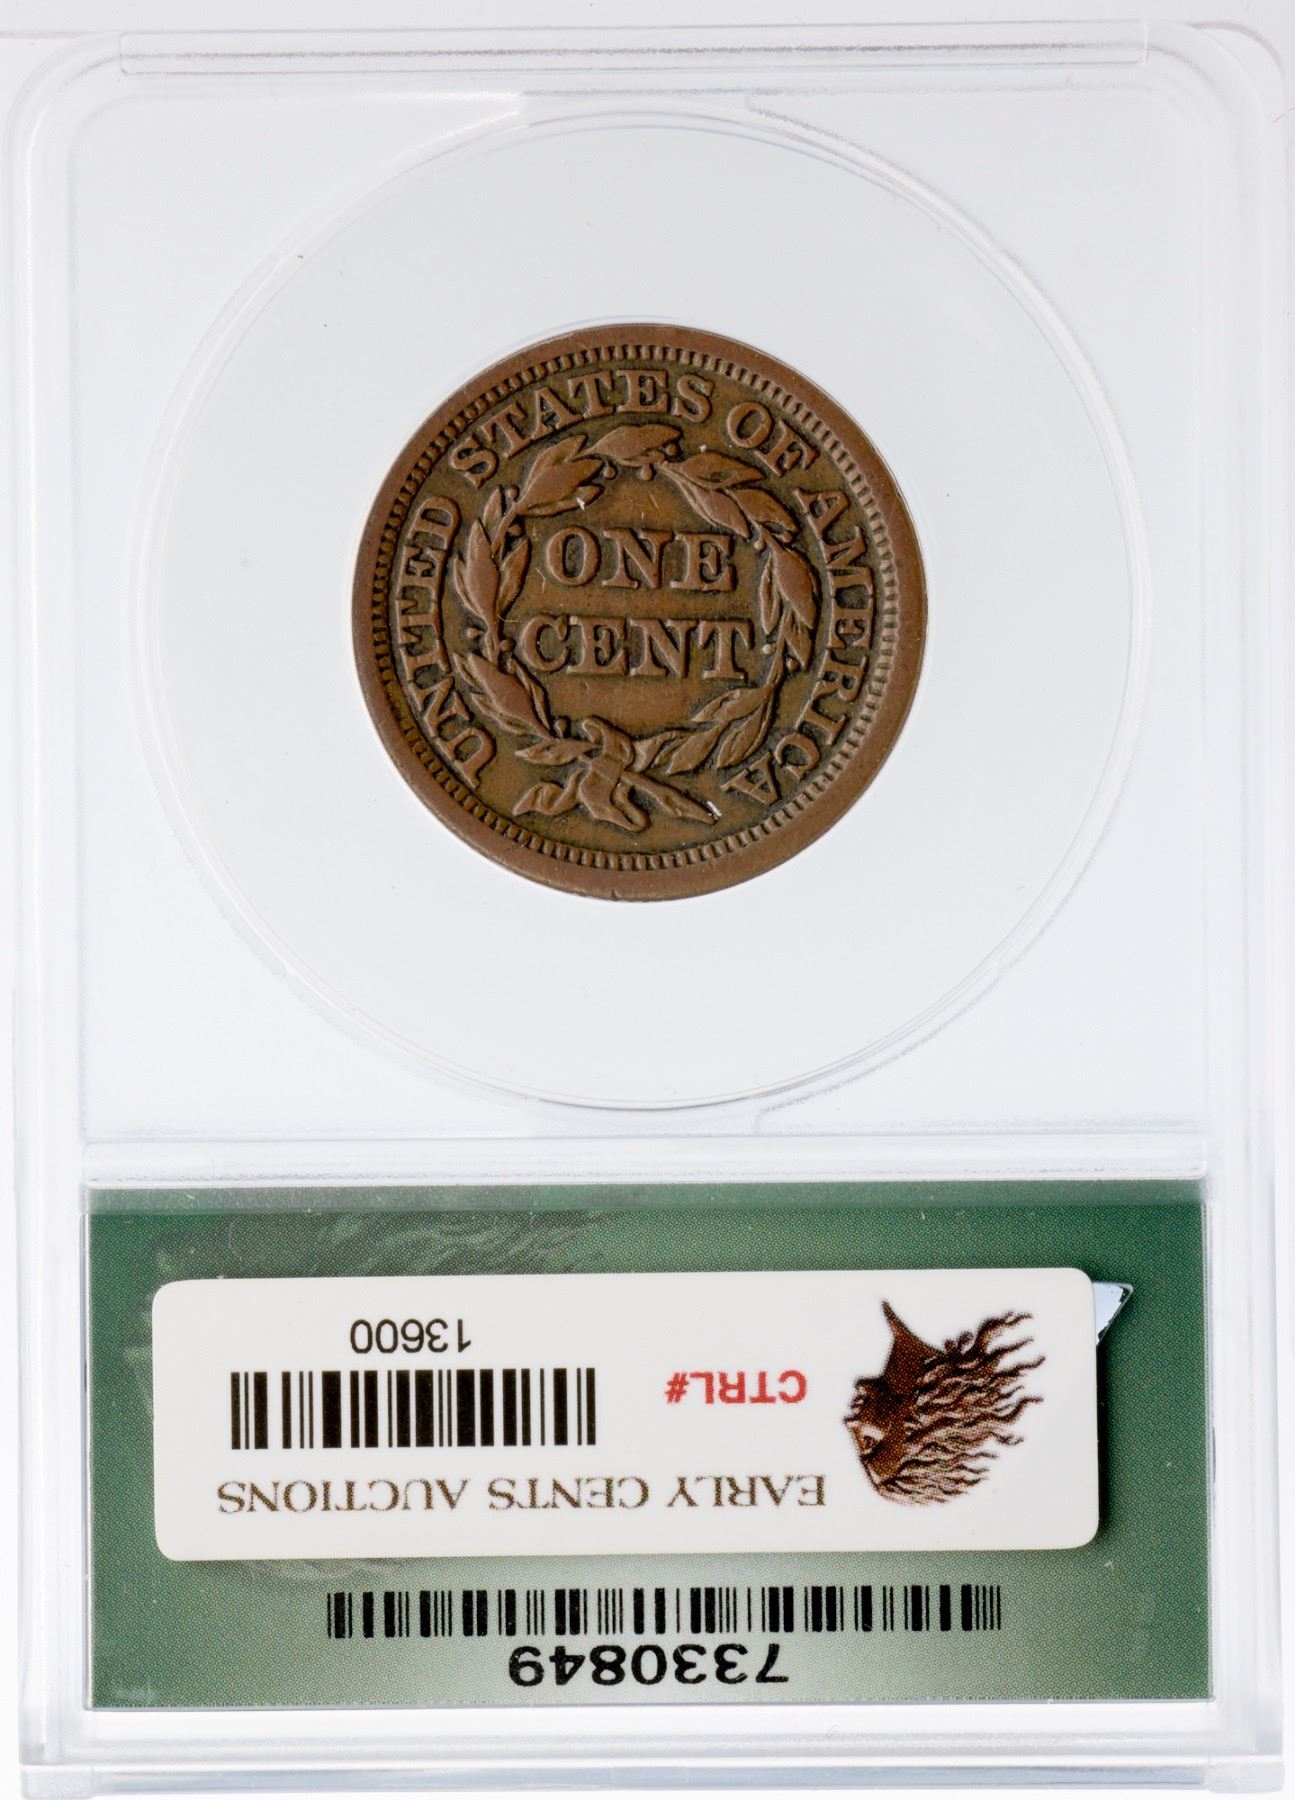 UNITED STATES OF AMERICA
ONE
CENT
EARLY CENTS AUCTIONS
CTRL#
13600
7330849